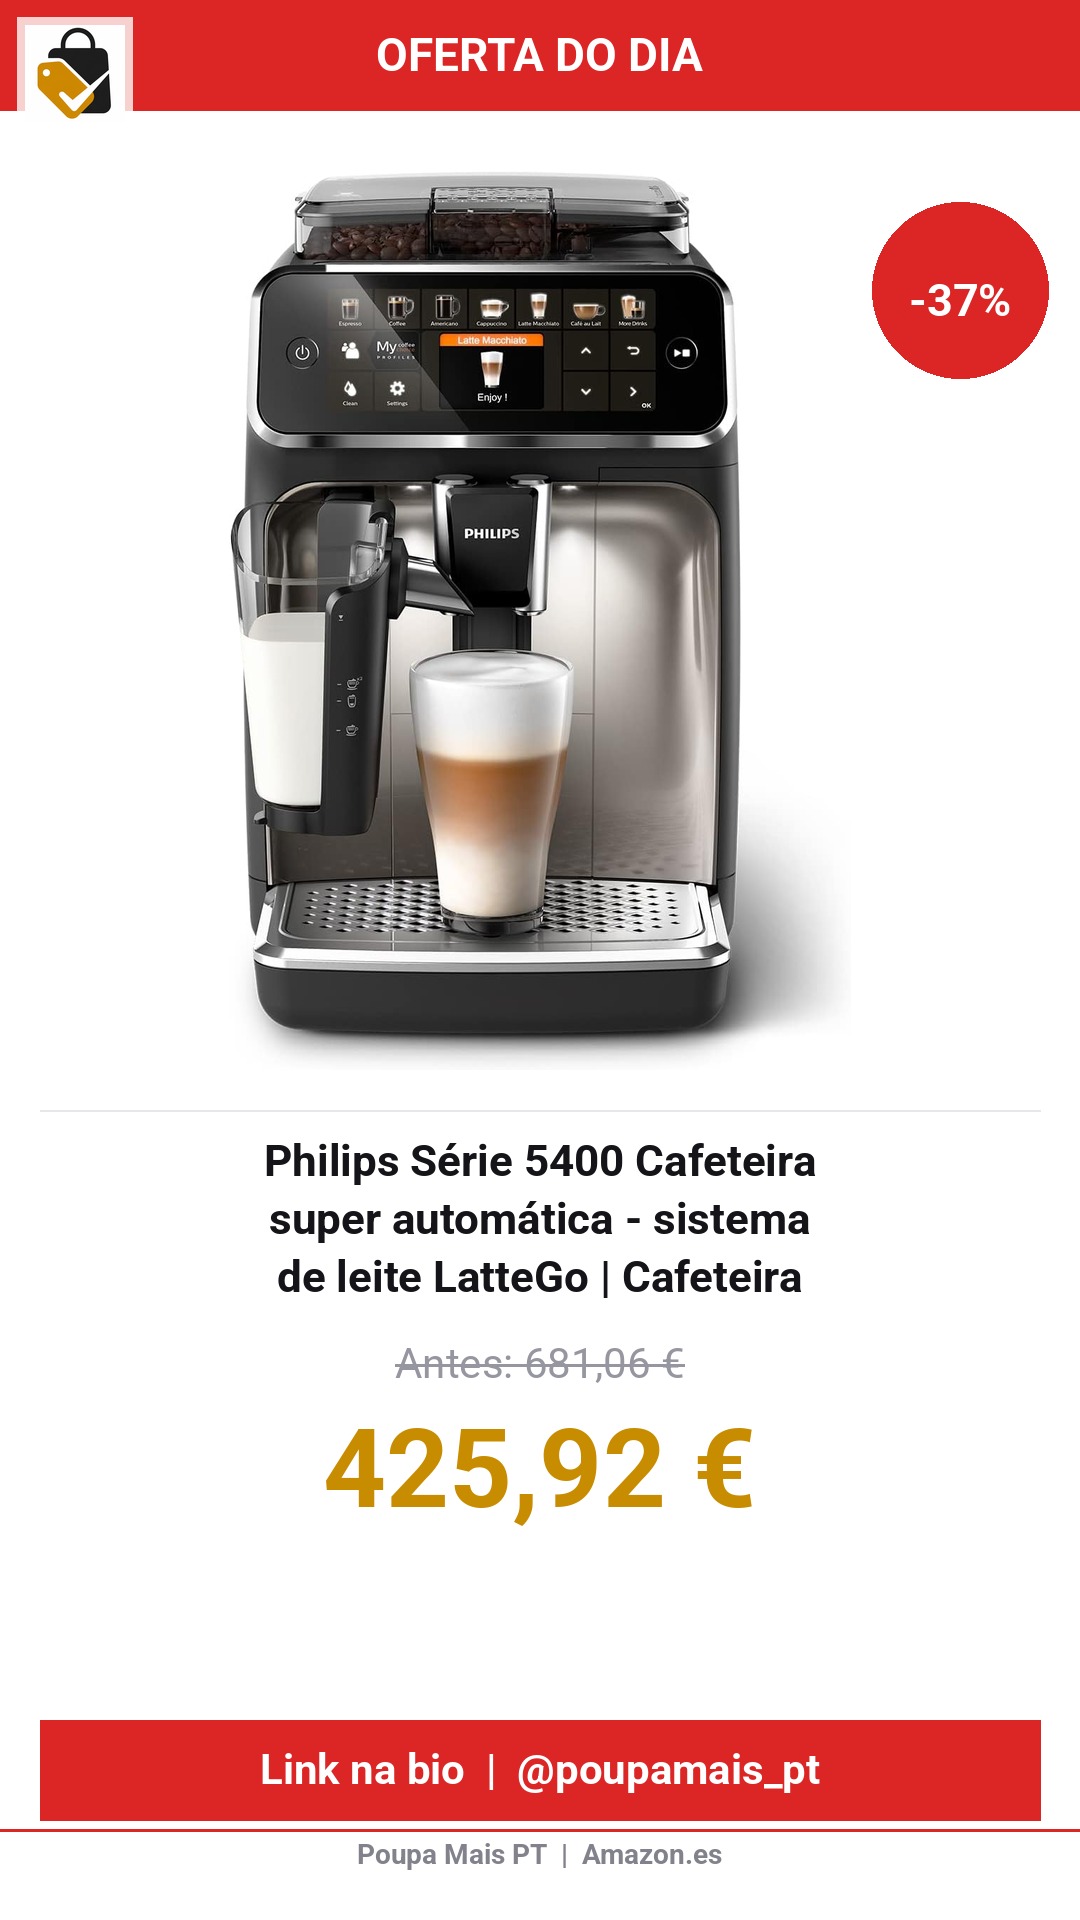 OFERTA DO DIA
-37%
Espresso
Coffee
Americano
Cappuccino
Latte Macchiato
Café au Lait
More Drinks
My coffee choice
PROFILES
Latte Macchiato
Enjoy !
Clean
Settings
OK
PHILIPS
Philips Série 5400 Cafeteira
super automática - sistema
de leite LatteGo | Cafeteira
Antes: 681,06 €
425,92 €
Link na bio | @poupamais_pt
Poupa Mais PT | Amazon.es